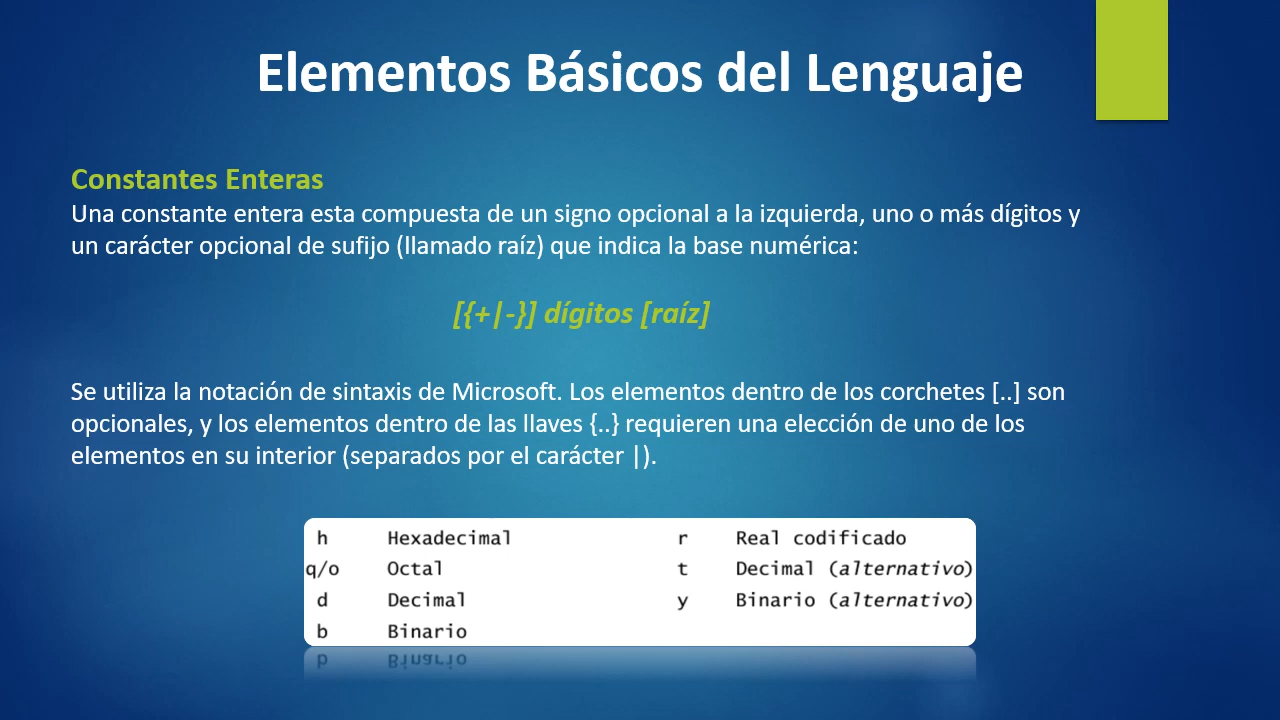 Elementos Básicos del Lenguaje
Constantes Enteras
Una constante entera esta compuesta de un signo opcional a la izquierda, uno o más dígitos y
un carácter opcional de sufijo (llamado raíz) que indica la base numérica:
[{+|-}] dígitos [raíz]
Se utiliza la notación de sintaxis de Microsoft. Los elementos dentro de los corchetes [..] son
opcionales, y los elementos dentro de las llaves {..} requieren una elección de uno de los
elementos en su interior (separados por el carácter |).
h Hexadecimal r Real codificado
q/o Octal t Decimal (alternativo)
d Decimal y Binario (alternativo)
b Binario